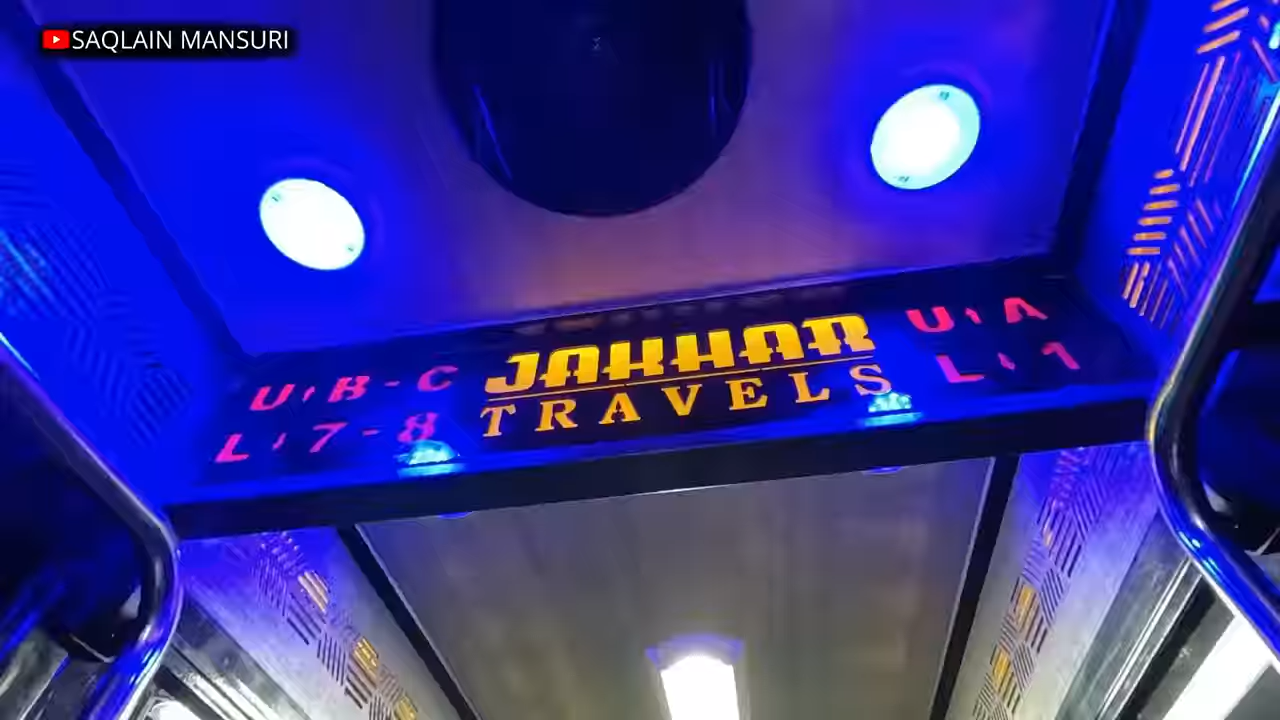 SAQLAIN MANSURI
U: B - C
L: 7 - 8
JAKHAR
TRAVELS
U: A
L: 1